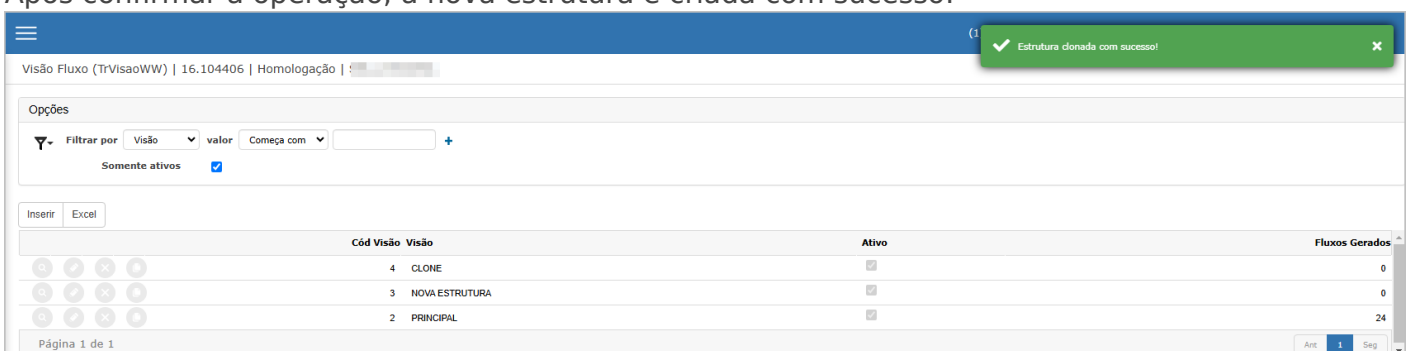 Após confirmar a operação, a nova estrutura é criada com sucesso.
(1
Estrutura clonada com sucesso!
Visão Fluxo (TrVisaoWW) | 16.104406 | Homologação |
Opções
Filtrar por Visão valor Começa com +
Somente ativos
Inserir Excel
Cód Visão Visão Ativo Fluxos Gerados
4 CLONE 0
3 NOVA ESTRUTURA 0
2 PRINCIPAL 24
Página 1 de 1 Ant 1 Seg